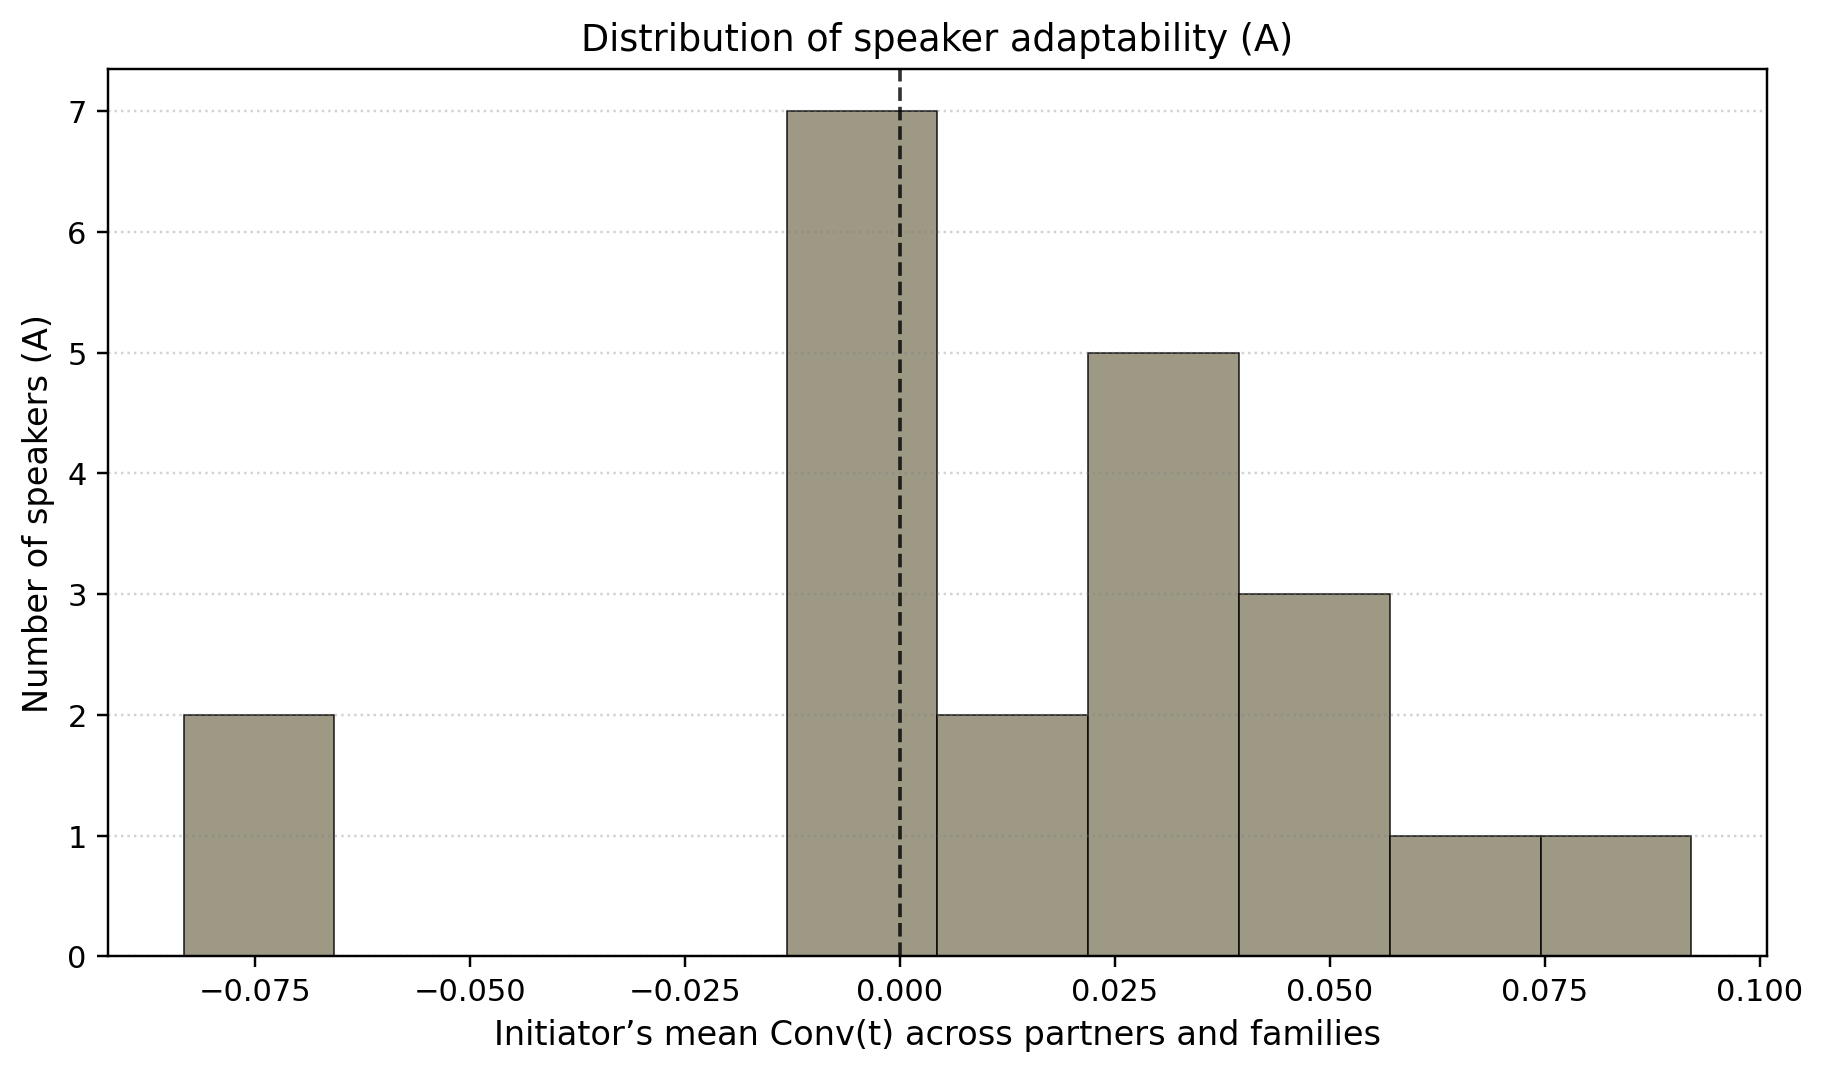 Distribution of speaker adaptability (A)
Number of speakers (A)
7
6
5
4
3
2
1
0
−0.075 −0.050 −0.025 0.000 0.025 0.050 0.075 0.100
Initiator’s mean Conv(t) across partners and families